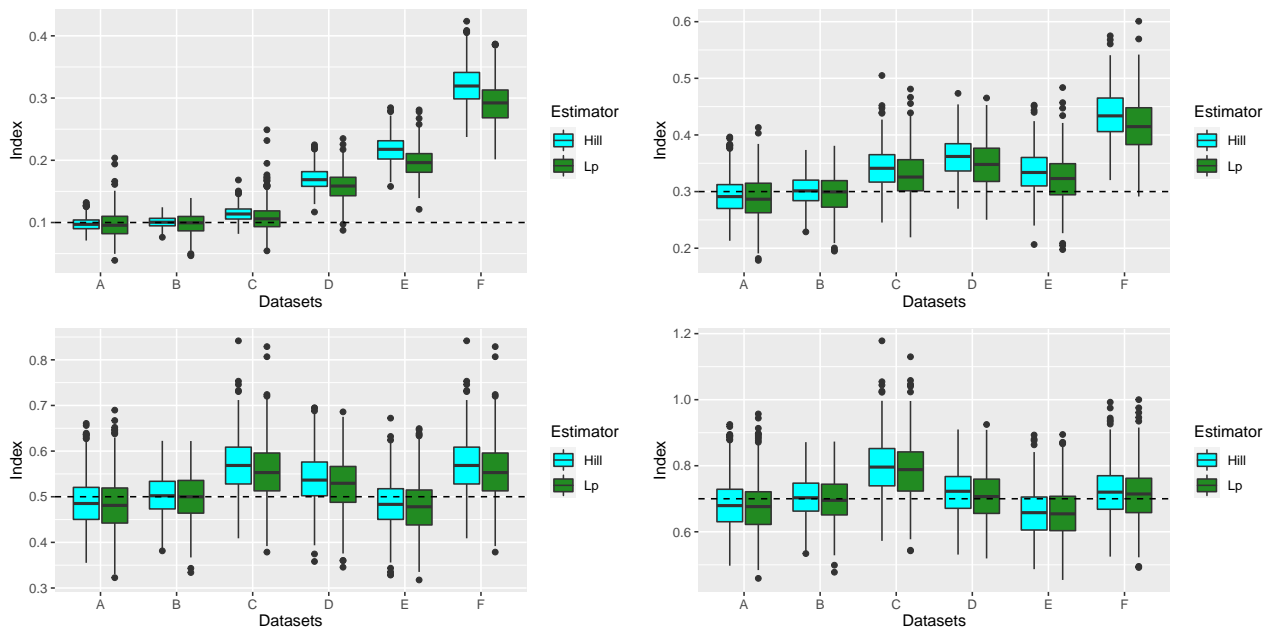 0.4
0.3
0.2
0.1
Index
A B C D E F
Datasets
Estimator
Hill
Lp
0.6
0.5
0.4
0.3
0.2
Index
A B C D E F
Datasets
Estimator
Hill
Lp
0.8
0.7
0.6
0.5
0.4
0.3
Index
A B C D E F
Datasets
Estimator
Hill
Lp
1.2
1.0
0.8
0.6
Index
A B C D E F
Datasets
Estimator
Hill
Lp